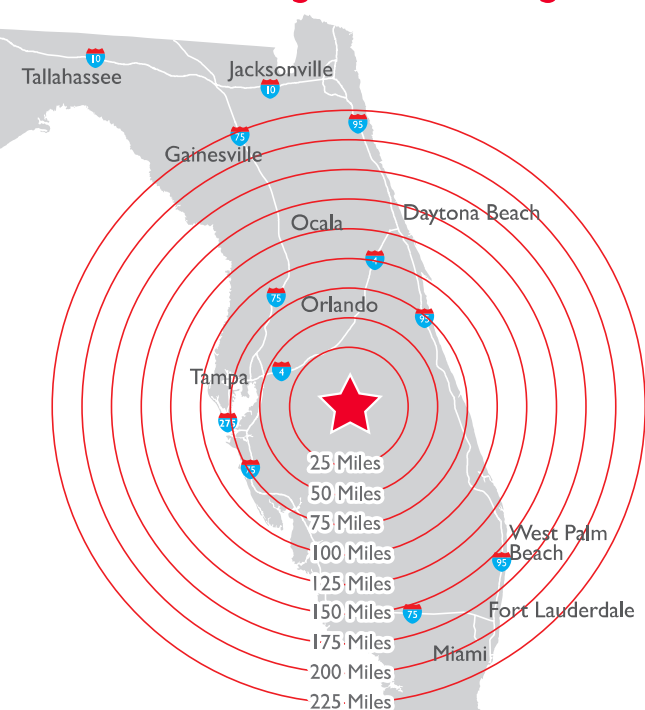 10
Tallahassee
Jacksonville
10
95
75
Gainesville
Daytona Beach
Ocala
4
75
Orlando
95
4
Tampa
275
75
25 Miles
50 Miles
75 Miles
100 Miles
West Palm
Beach
95
125 Miles
150 Miles
75
Fort Lauderdale
175 Miles
Miami
200 Miles
225 Miles